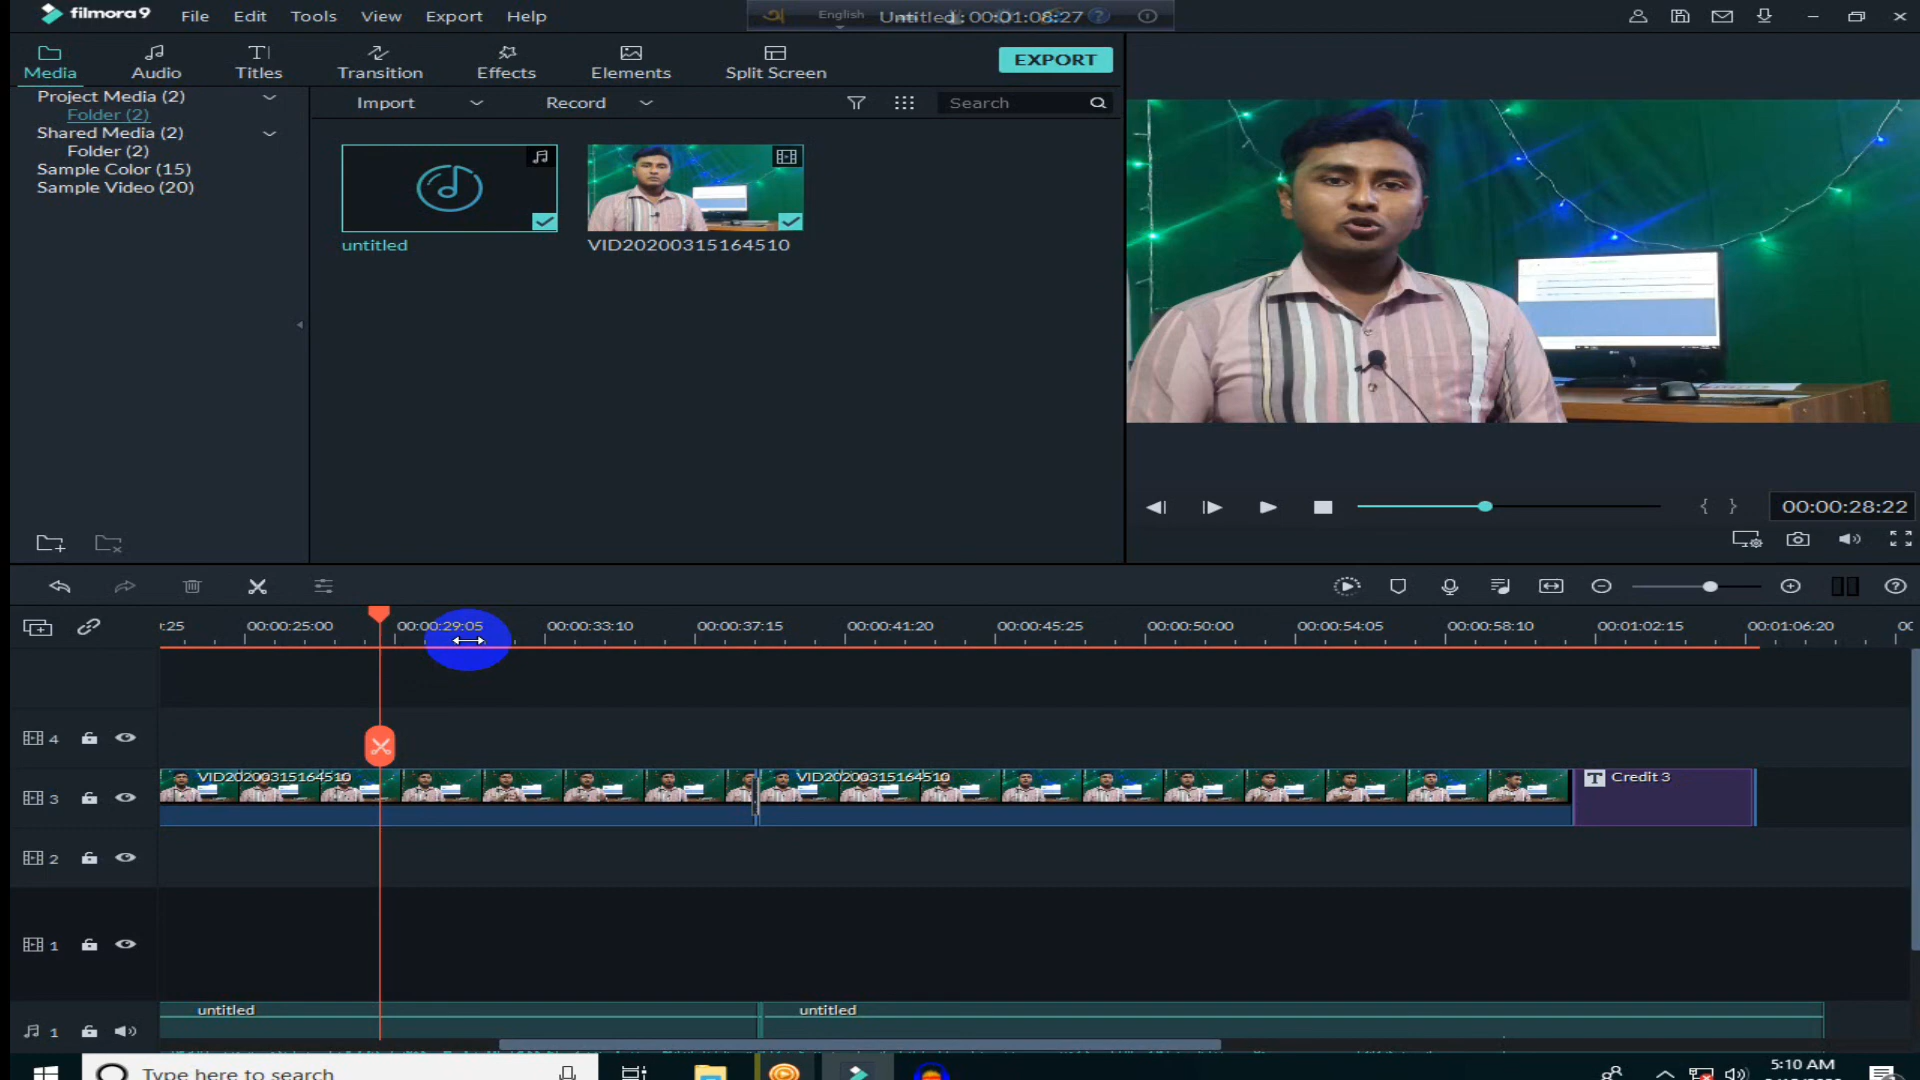 filmora9 File Edit Tools View Export Help English Untitled : 00:01:08:27
Media Audio Titles Transition Effects Elements Split Screen EXPORT
Project Media (2)
Folder (2)
Shared Media (2)
Folder (2)
Sample Color (15)
Sample Video (20)
Import Record Search
untitled VID20200315164510
00:00:28:22
:25 00:00:25:00 00:00:29:05 00:00:33:10 00:00:37:15 00:00:41:20 00:00:45:25 00:00:50:00 00:00:54:05 00:00:58:10 00:01:02:15 00:01:06:20 00
4
3 VID20200315164510 VID20200315164510 T Credit 3
2
1
untitled untitled
1
Type here to search 5:10 AM